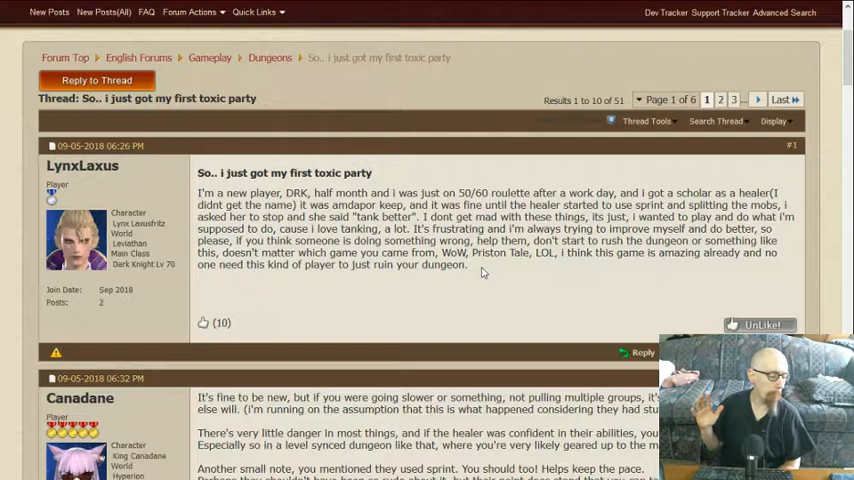 New Posts New Posts(All) FAQ Forum Actions Quick Links Dev Tracker Support Tracker Advanced Search
Forum Top English Forums Gameplay Dungeons So.. i just got my first toxic party
Reply to Thread
Thread: So.. i just got my first toxic party
Results 1 to 10 of 51 Page 1 of 6 1 2 3 ... Last
Thread Tools Search Thread Display
09-05-2018 06:26 PM #1
LynxLaxus
Player
Character
Lynx Laxusfritz
World
Leviathan
Main Class
Dark Knight Lv 70
Join Date: Sep 2018
Posts: 2
So.. i just got my first toxic party
I'm a new player, DRK, half month and i was just on 50/60 roulette after a work day, and i got a scholar as a healer(I
didnt get the name) it was amdapor keep, and it was fine until the healer started to use sprint and splitting the mobs, i
asked her to stop and she said "tank better". I dont get mad with these things, its just, i wanted to play and do what i'm
supposed to do, cause i love tanking, a lot. It's frustrating and i'm always trying to improve myself and do better, so
please, if you think someone is doing something wrong, help them, don't start to rush the dungeon or something like
this, doesn't matter which game you came from, WoW, Priston Tale, LOL, i think this game is amazing already and no
one need this kind of player to just ruin your dungeon.
(10) UnLike!
Reply
09-05-2018 06:32 PM
Canadane
Player
Character
King Canadane
World
Hyperion
It's fine to be new, but if you were going slower or something, not pulling multiple groups, it's
else will. (i'm running on the assumption that this is what happened considering they had
There's very little danger in most things, and if the healer was confident in their abilities,
Especially so in a level synced dungeon like that, where you're very likely geared up to the
Another small note, you mentioned they used sprint. You should too! Helps keep the pace.